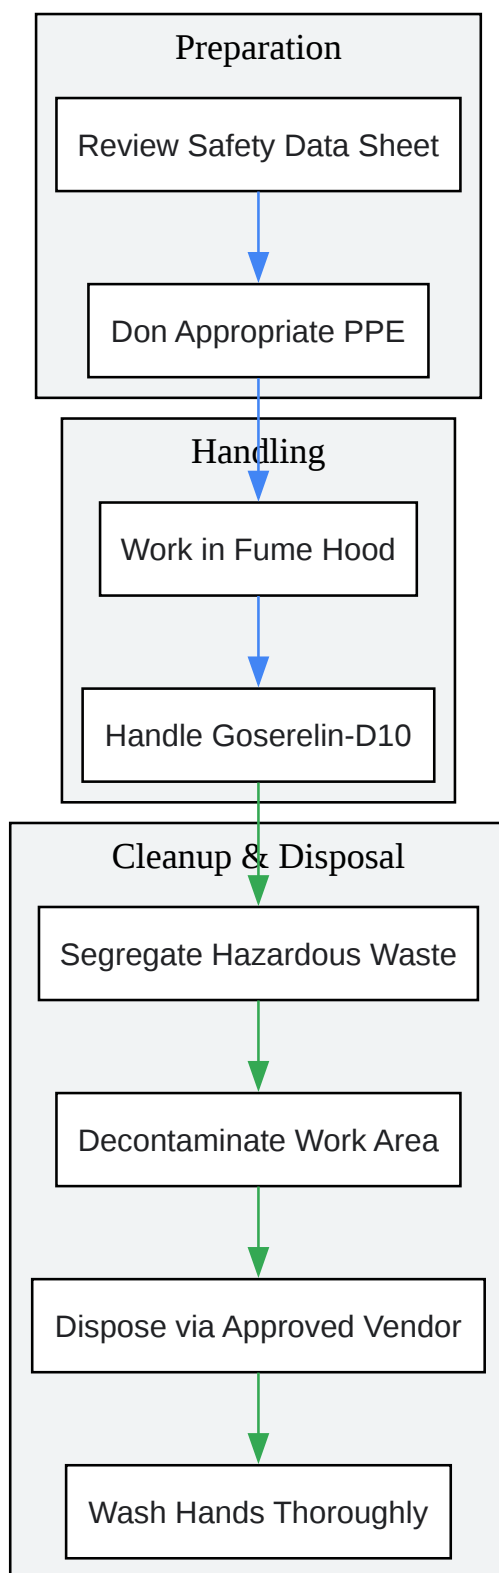 Preparation
Review Safety Data Sheet
Don Appropriate PPE
Handling
Work in Fume Hood
Handle Goserelin-D10
Cleanup & Disposal
Segregate Hazardous Waste
Decontaminate Work Area
Dispose via Approved Vendor
Wash Hands Thoroughly